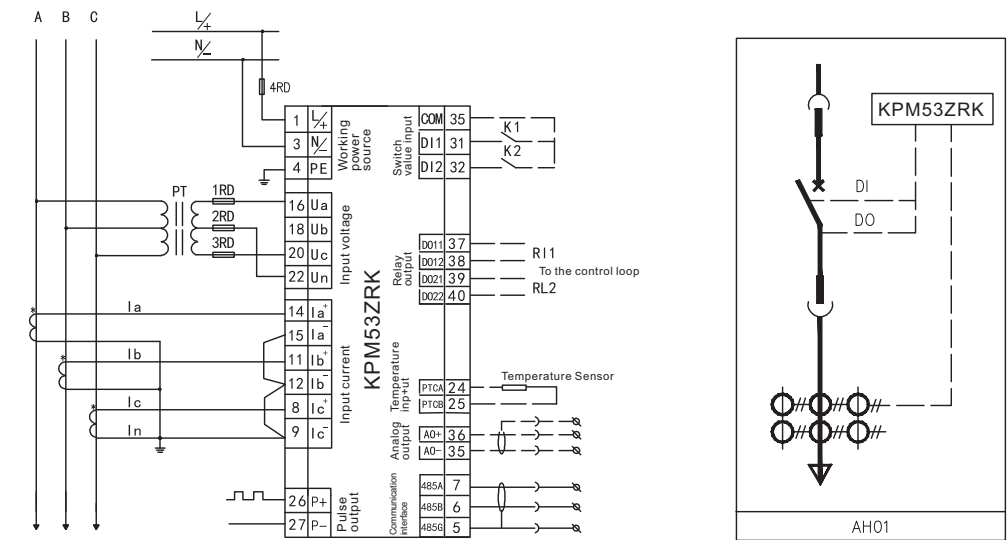 A B C
L/+
N/-
4RD
PT
1RD
2RD
3RD
Ia
Ib
Ic
In
1 L/+
3 N/-
4 PE
Working power source
16 Ua
18 Ub
20 Uc
22 Un
Input voltage
14 Ia+
15 Ia-
11 Ib+
12 Ib-
8 Ic+
9 Ic-
Input current
26 P+
27 P-
Pulse output
KPM53ZRK
Switch value input
COM 35
DI1 31
DI2 32
K1
K2
Relay output
DO11 37
DO12 38
DO21 39
DO22 40
RI1
To the control loop
RL2
Temperature inp+ut
PTCA 24
PTCB 25
Temperature Sensor
Analog output
AO+ 36
AO- 35
Communication interface
485A 7
485B 6
485G 5
KPM53ZRK
DI
DO
AH01